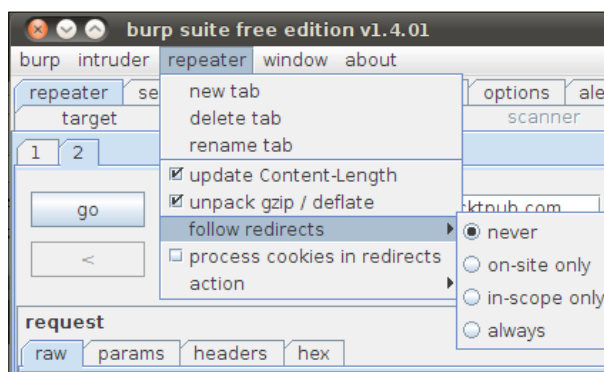 burp suite free edition v1.4.01
burp intruder repeater window about
repeater options
target scanner
new tab
delete tab
rename tab
1 2
update Content-Length
unpack gzip / deflate
go
follow redirects
never
process cookies in redirects
on-site only
<
action
in-scope only
always
request
raw params headers hex